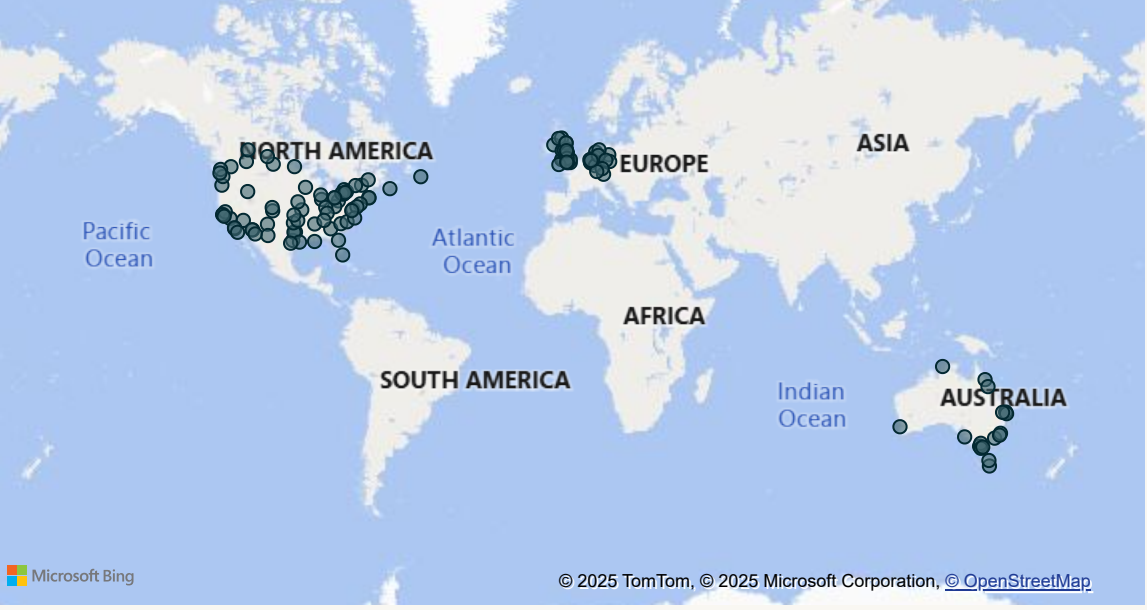 NORTH AMERICA
ASIA
EUROPE
Pacific
Ocean
Atlantic
Ocean
AFRICA
SOUTH AMERICA
Indian
Ocean
AUSTRALIA
Microsoft Bing
© 2025 TomTom, © 2025 Microsoft Corporation, © OpenStreetMap